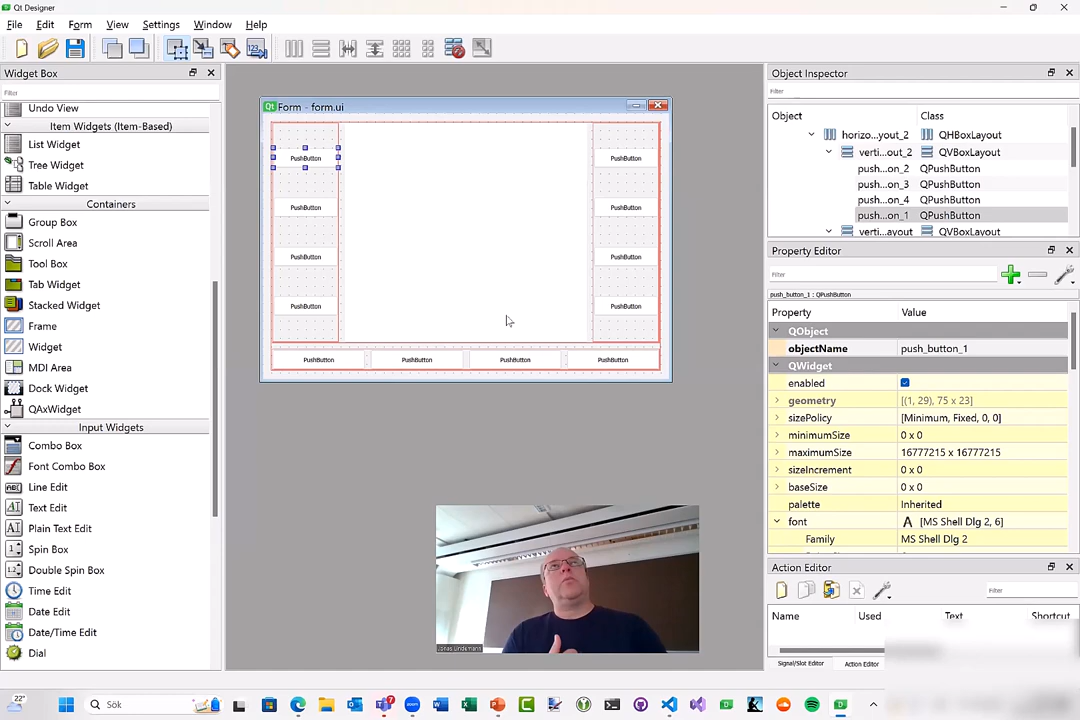 Qt Designer
File Edit Form View Settings Window Help
Widget Box
Filter
Undo View
Item Widgets (Item-Based)
List Widget
Tree Widget
Table Widget
Containers
Group Box
Scroll Area
Tool Box
Tab Widget
Stacked Widget
Frame
Widget
MDI Area
Dock Widget
QAxWidget
Input Widgets
Combo Box
Font Combo Box
Line Edit
Text Edit
Plain Text Edit
Spin Box
Double Spin Box
Time Edit
Date Edit
Date/Time Edit
Dial
Form - form.ui
PushButton PushButton
PushButton PushButton
PushButton PushButton
PushButton PushButton
PushButton PushButton PushButton PushButton
Jonas Lindemann
Object Inspector
Filter
Object Class
horizo...yout_2 QHBoxLayout
verti...out_2 QVBoxLayout
push...on_2 QPushButton
push...on_3 QPushButton
push...on_4 QPushButton
push...on_1 QPushButton
verti...ayout QVBoxLayout
Property Editor
Filter
push_button_1 : QPushButton
Property Value
QObject
objectName push_button_1
QWidget
enabled
geometry [(1, 29), 75 x 23]
sizePolicy [Minimum, Fixed, 0, 0]
minimumSize 0 x 0
maximumSize 16777215 x 16777215
sizeIncrement 0 x 0
baseSize 0 x 0
palette Inherited
font A [MS Shell Dlg 2, 6]
Family MS Shell Dlg 2
Action Editor
Filter
Name Used Text Shortcut
Signal/Slot Editor Action Editor
22°
Sök